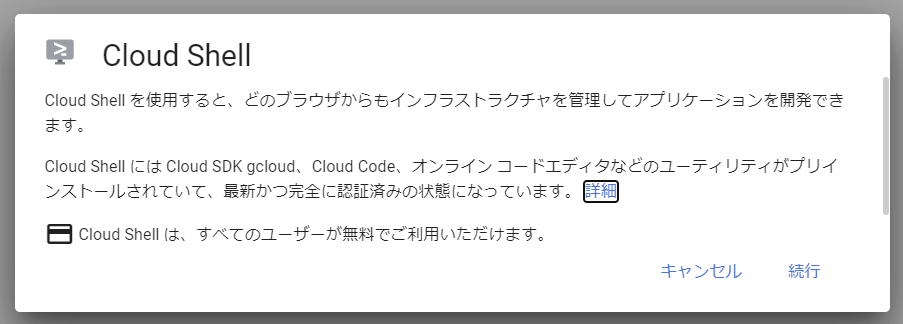 Cloud Shell
Cloud Shell を使用すると、どのブラウザからもインフラストラクチャを管理してアプリケーションを開発でき
ます。
Cloud Shell には Cloud SDK gcloud、Cloud Code、オンライン コードエディタなどのユーティリティがプリイ
ンストールされていて、最新かつ完全に認証済みの状態になっています。 詳細
Cloud Shell は、すべてのユーザーが無料でご利用いただけます。
キャンセル 続行